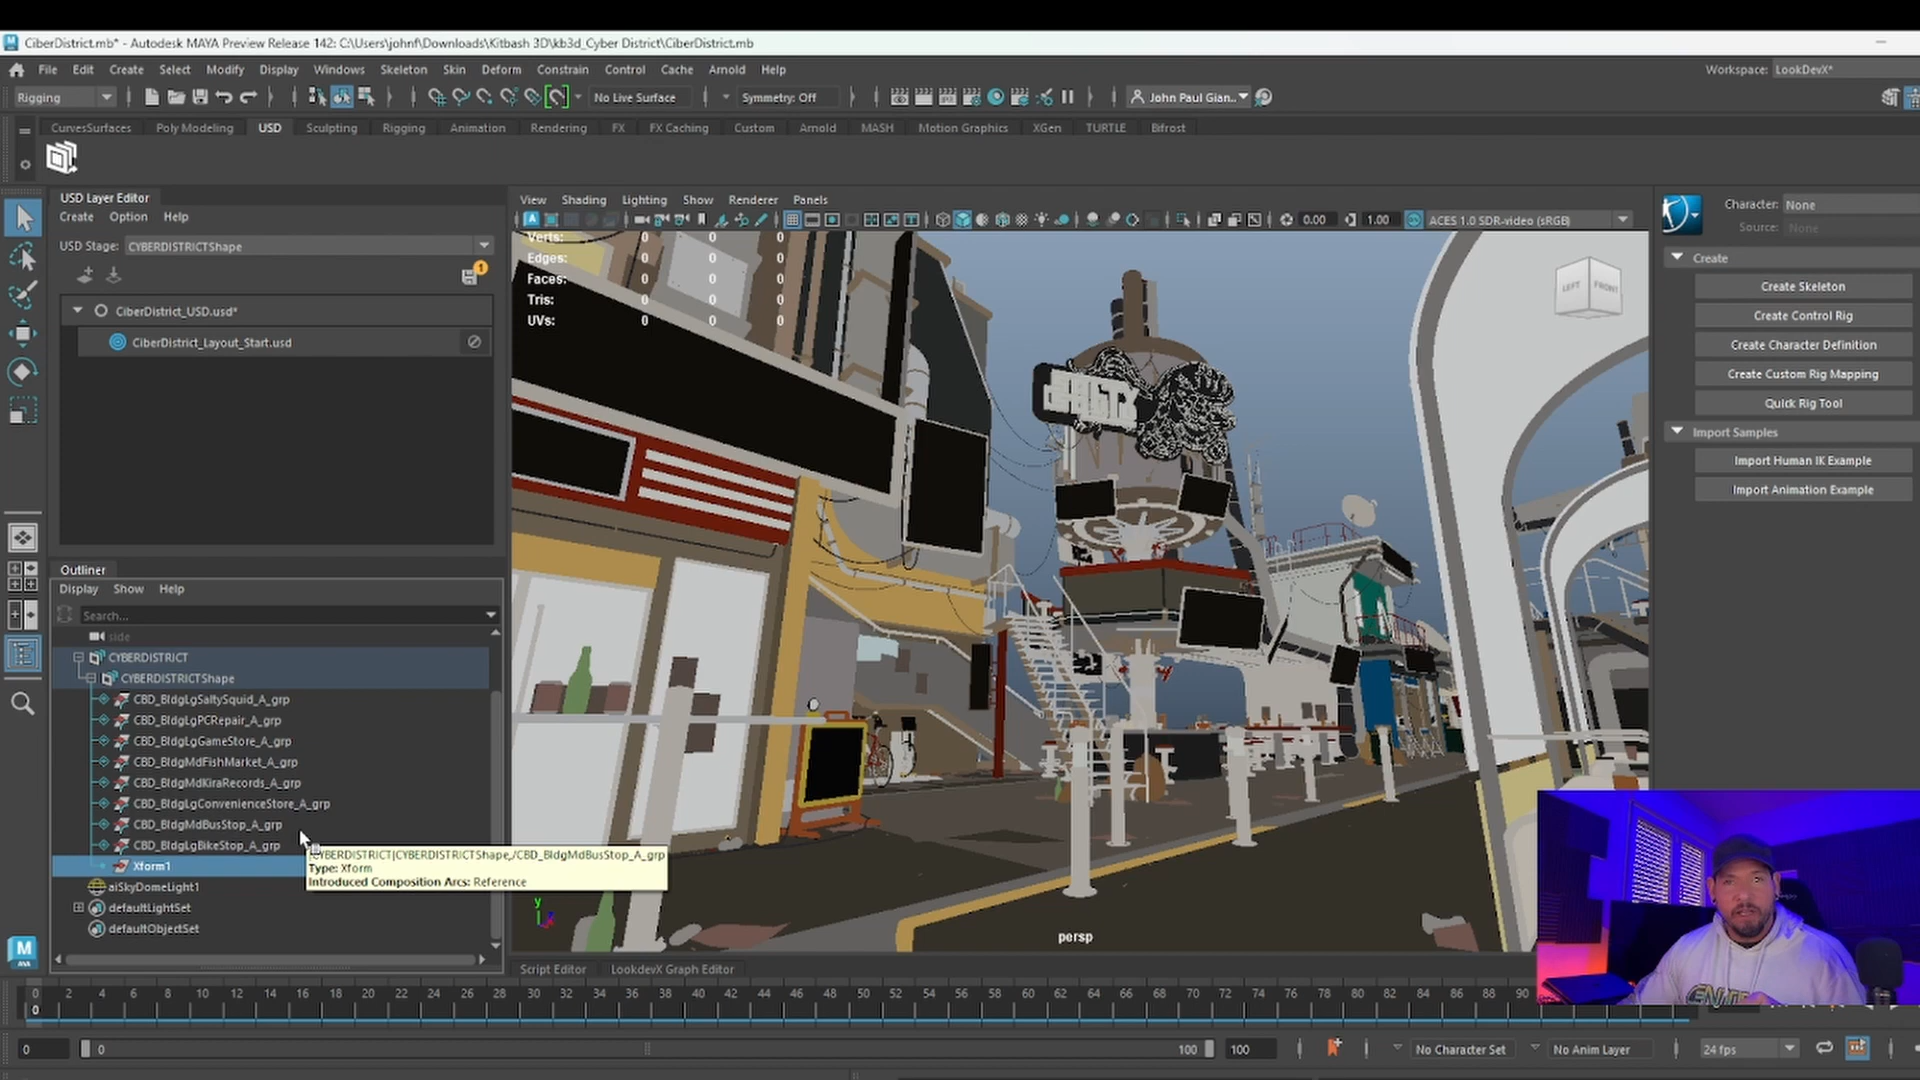 CiberDistrict.mb* - Autodesk MAYA Preview Release 142: C:\Users\johnf\Downloads\Kitbash 3D\kb3d_Cyber District\CiberDistrict.mb
File Edit Create Select Modify Display Windows Skeleton Skin Deform Constrain Control Cache Arnold Help
Workspace: LookDevX*
Rigging No Live Surface Symmetry: Off John Paul Gian..
CurvesSurfaces Poly Modeling USD Sculpting Rigging Animation Rendering FX FX Caching Custom Arnold MASH Motion Graphics XGen TURTLE Bifrost
USD Layer Editor
Create Option Help
USD Stage: CYBERDISTRICTShape
1
CiberDistrict_USD.usd*
CiberDistrict_Layout_Start.usd
Outliner
Display Show Help
Search...
side
CYBERDISTRICT
CYBERDISTRICTShape
CBD_BldgLgSaltySquid_A_grp
CBD_BldgLgPCRepair_A_grp
CBD_BldgLgGameStore_A_grp
CBD_BldgMdFishMarket_A_grp
CBD_BldgMdKiraRecords_A_grp
CBD_BldgLgConvenienceStore_A_grp
CBD_BldgMdBusStop_A_grp
CBD_BldgLgBikeStop_A_grp
Xform1
aiSkyDomeLight1
defaultLightSet
defaultObjectSet
|CYBERDISTRICT|CYBERDISTRICTShape,/CBD_BldgMdBusStop_A_grp
Type: Xform
Introduced Composition Arcs: Reference
View Shading Lighting Show Renderer Panels
0.00 1.00 ACES 1.0 SDR-video (sRGB)
Verts: 0 0 0
Edges: 0 0 0
Faces: 0 0 0
Tris: 0 0 0
UVs: 0 0 0
LEFT FRONT
y
persp
Script Editor LookdevX Graph Editor
Character: None
Source: None
Create
Create Skeleton
Create Control Rig
Create Character Definition
Create Custom Rig Mapping
Quick Rig Tool
Import Samples
Import Human IK Example
Import Animation Example
0 2 4 6 8 10 12 14 16 18 20 22 24 26 28 30 32 34 36 38 40 42 44 46 48 50 52 54 56 58 60 62 64 66 68 70 72 74 76 78 80 82 84 86 88 90
0
0 0 100 100 No Character Set No Anim Layer 24 fps
M